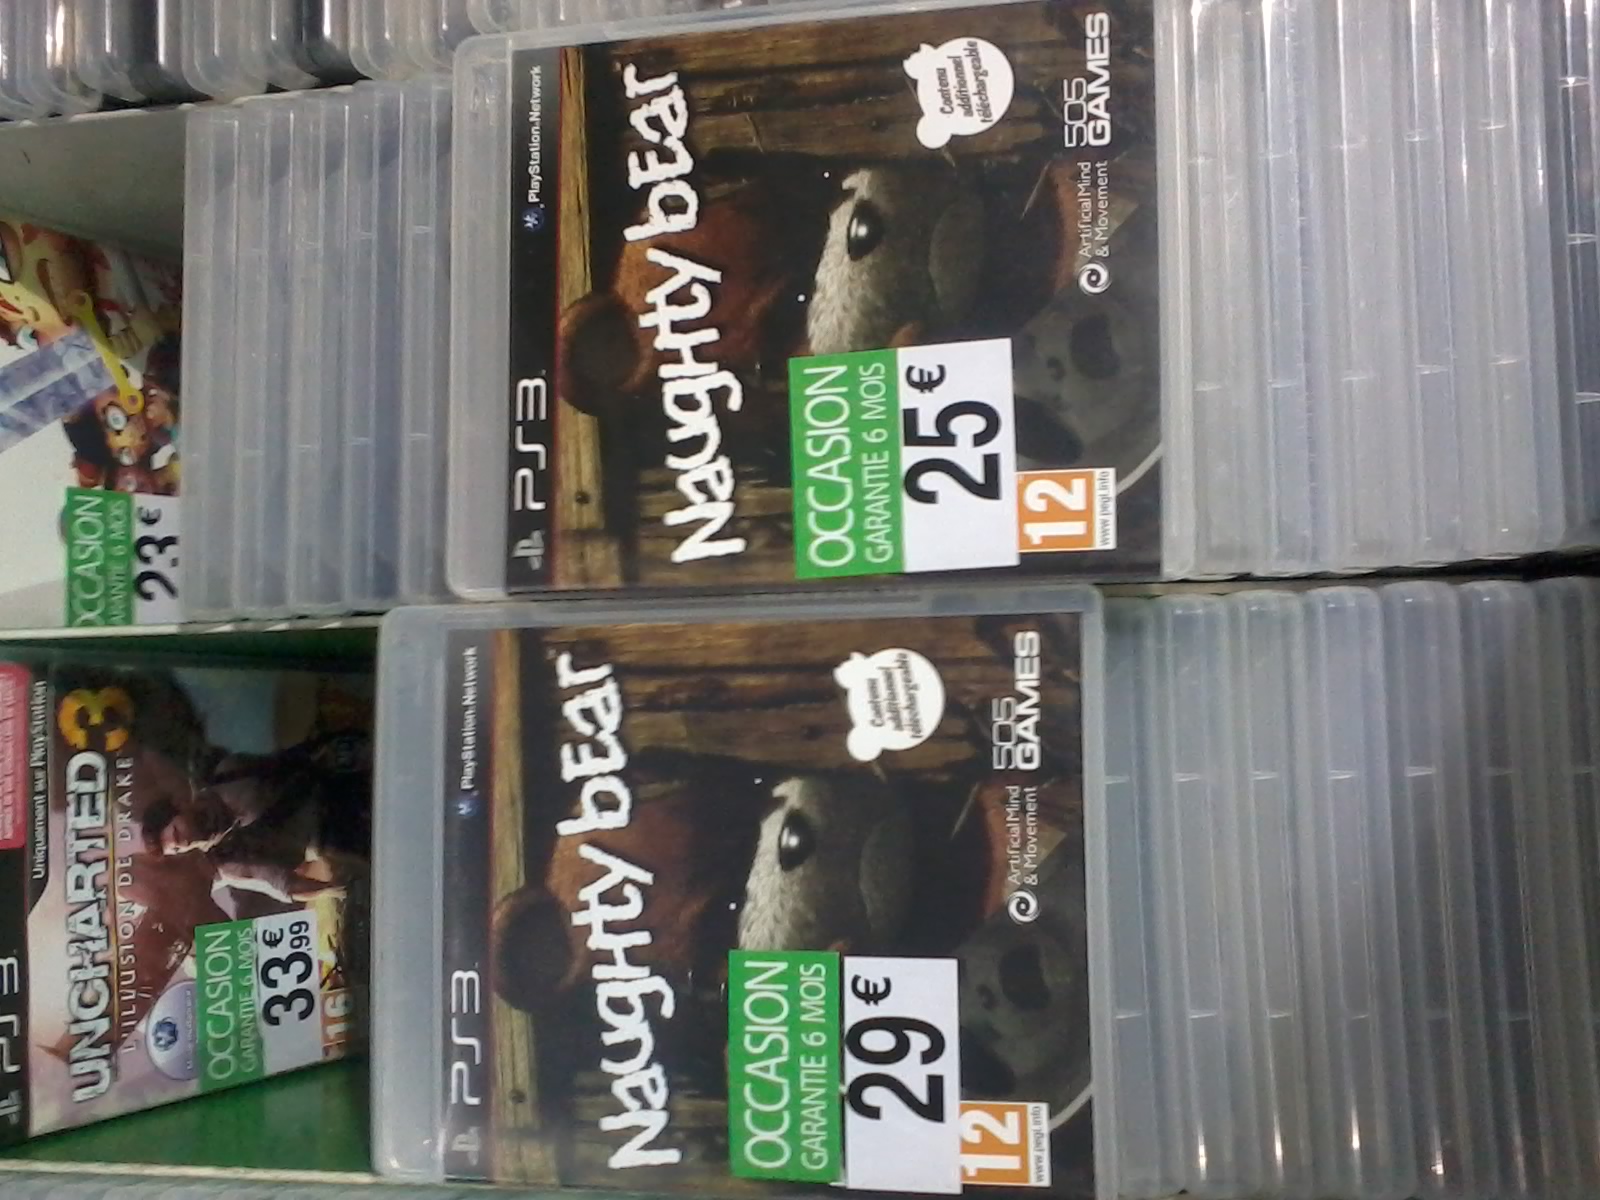 PS3
PlayStation.Network
Naughty bEar
Contenu
additionnel
téléchargeable
OCCASION
GARANTIE 6 MOIS
25€
12
www.pegi.info
Artificial Mind
& Movement
505
GAMES
PS3
PlayStation.Network
Naughty bEar
Contenu
additionnel
téléchargeable
OCCASION
GARANTIE 6 MOIS
29€
12
www.pegi.info
Artificial Mind
& Movement
505
GAMES
PS3
Uniquement sur PlayStation
UNCHARTED 3
L'ILLUSION DE DRAKE
OCCASION
GARANTIE 6 MOIS
33€,99
16
OCCASION
GARANTIE 6 MOIS
23€